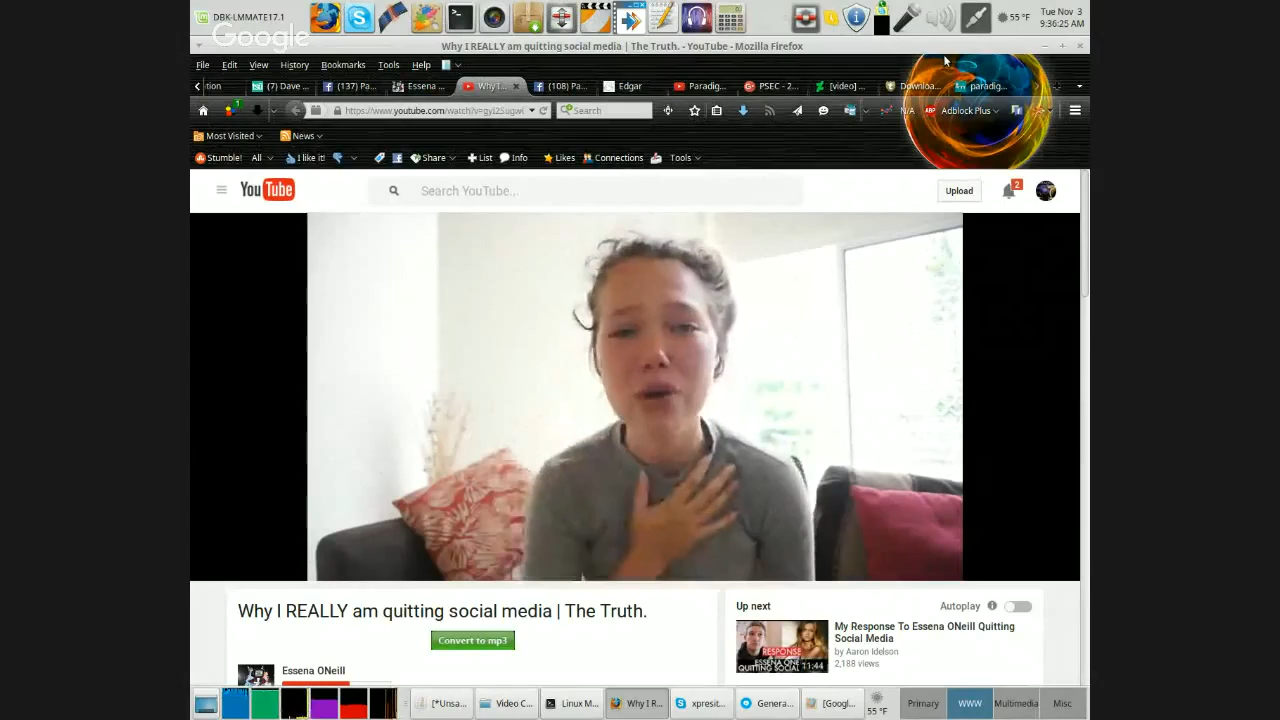 DBK-LMMATE17.1
Google
55 °F
Tue Nov 3
9:36:25 AM
Why I REALLY am quitting social media | The Truth. - YouTube - Mozilla Firefox
File Edit View History Bookmarks Tools Help
tion (7) Dave ... (137) Pa... Essena ... Why I... (108) Pa... Edgar Paradig... PSEC - 2... [video] ... Downloa... paradig...
Search N/A ABP Adblock Plus
Most Visited News
Stumble! All I like it! Share List Info Likes Connections Tools
YouTube Search YouTube... Upload 2
Why I REALLY am quitting social media | The Truth.
Convert to mp3
Essena ONeill
Up next Autoplay
My Response To Essena ONeill Quitting
Social Media
by Aaron Idelson
2,188 views
RESPONSE
QUITTING SOCIAL 11:44
[*Unsa... Video C... Linux M... Why I R... xpresit... Genera... [Googl... 55 °F Primary WWW Multimedia Misc